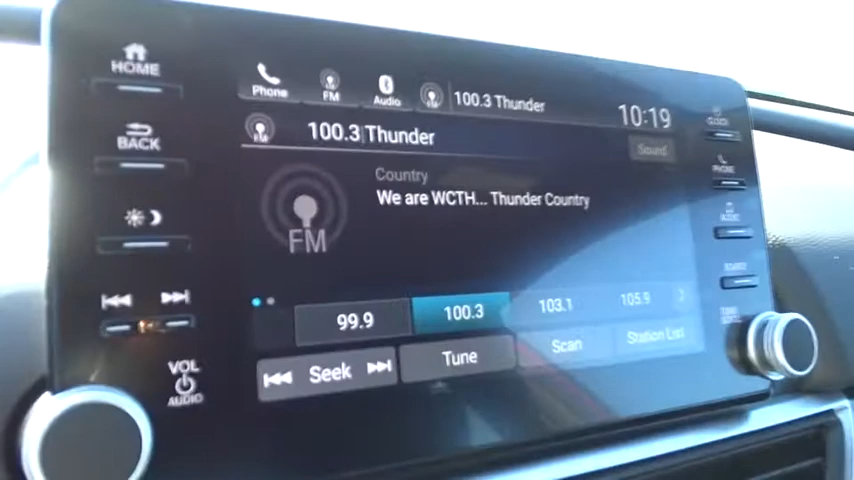 HOME
Phone
FM
Audio
100.3 Thunder
10:19
CLOCK
BACK
FM
100.3 Thunder
Sound
PHONE
Country
We are WCTH... Thunder Country
FM
AUDIO
99.9
100.3
103.1
105.9
VOL
AUDIO
Seek
Tune
Scan
Station List